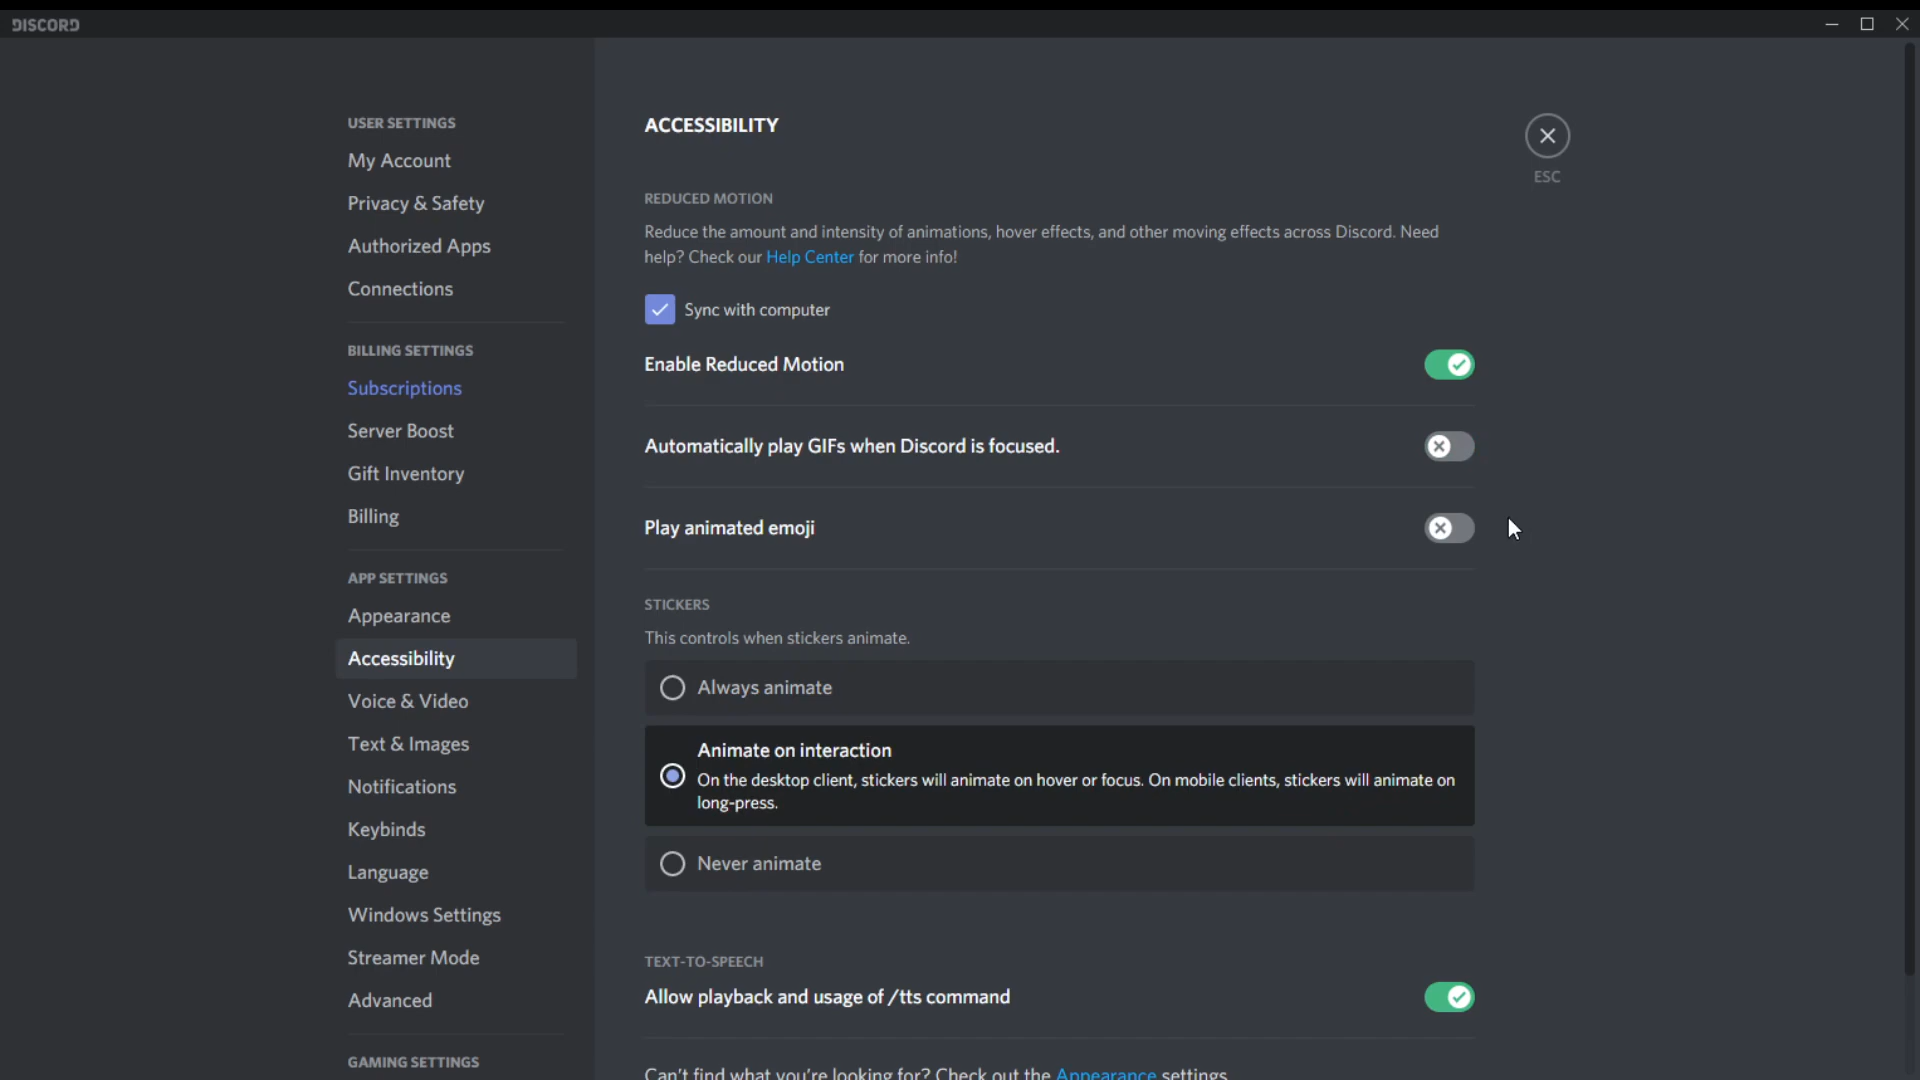 DISCORD
USER SETTINGS
My Account
Privacy & Safety
Authorized Apps
Connections
BILLING SETTINGS
Subscriptions
Server Boost
Gift Inventory
Billing
APP SETTINGS
Appearance
Accessibility
Voice & Video
Text & Images
Notifications
Keybinds
Language
Windows Settings
Streamer Mode
Advanced
GAMING SETTINGS
ACCESSIBILITY
ESC
REDUCED MOTION
Reduce the amount and intensity of animations, hover effects, and other moving effects across Discord. Need
help? Check our Help Center for more info!
Sync with computer
Enable Reduced Motion
Automatically play GIFs when Discord is focused.
Play animated emoji
STICKERS
This controls when stickers animate.
Always animate
Animate on interaction
On the desktop client, stickers will animate on hover or focus. On mobile clients, stickers will animate on
long-press.
Never animate
TEXT-TO-SPEECH
Allow playback and usage of /tts command
Can't find what you're looking for? Check out the Appearance settings